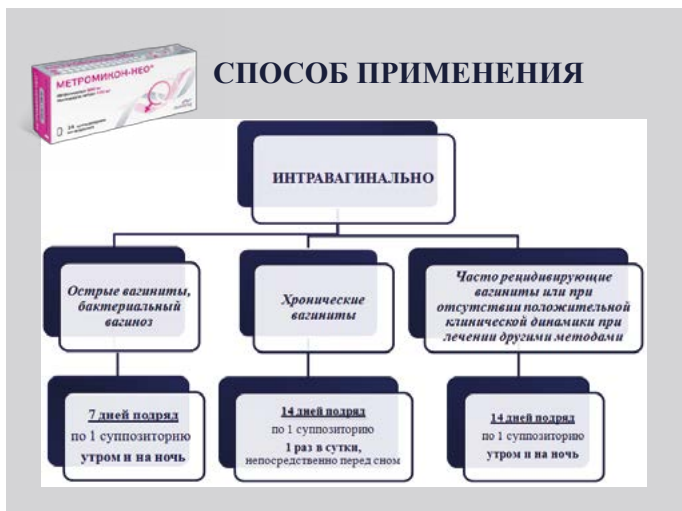 МЕТРОМИКОН-НЕО®
СПОСОБ ПРИМЕНЕНИЯ
ИНТРАВАГИНАЛЬНО
Острые вагиниты,
бактериальный
вагиноз
Хронические
вагиниты
Часто рецидивирующие
вагиниты или при
отсутствии положительной
клинической динамики при
лечении другими методами
7 дней подряд
по 1 суппозиторию
утром и на ночь
14 дней подряд
по 1 суппозиторию
1 раз в сутки,
непосредственно перед сном
14 дней подряд
по 1 суппозиторию
утром и на ночь